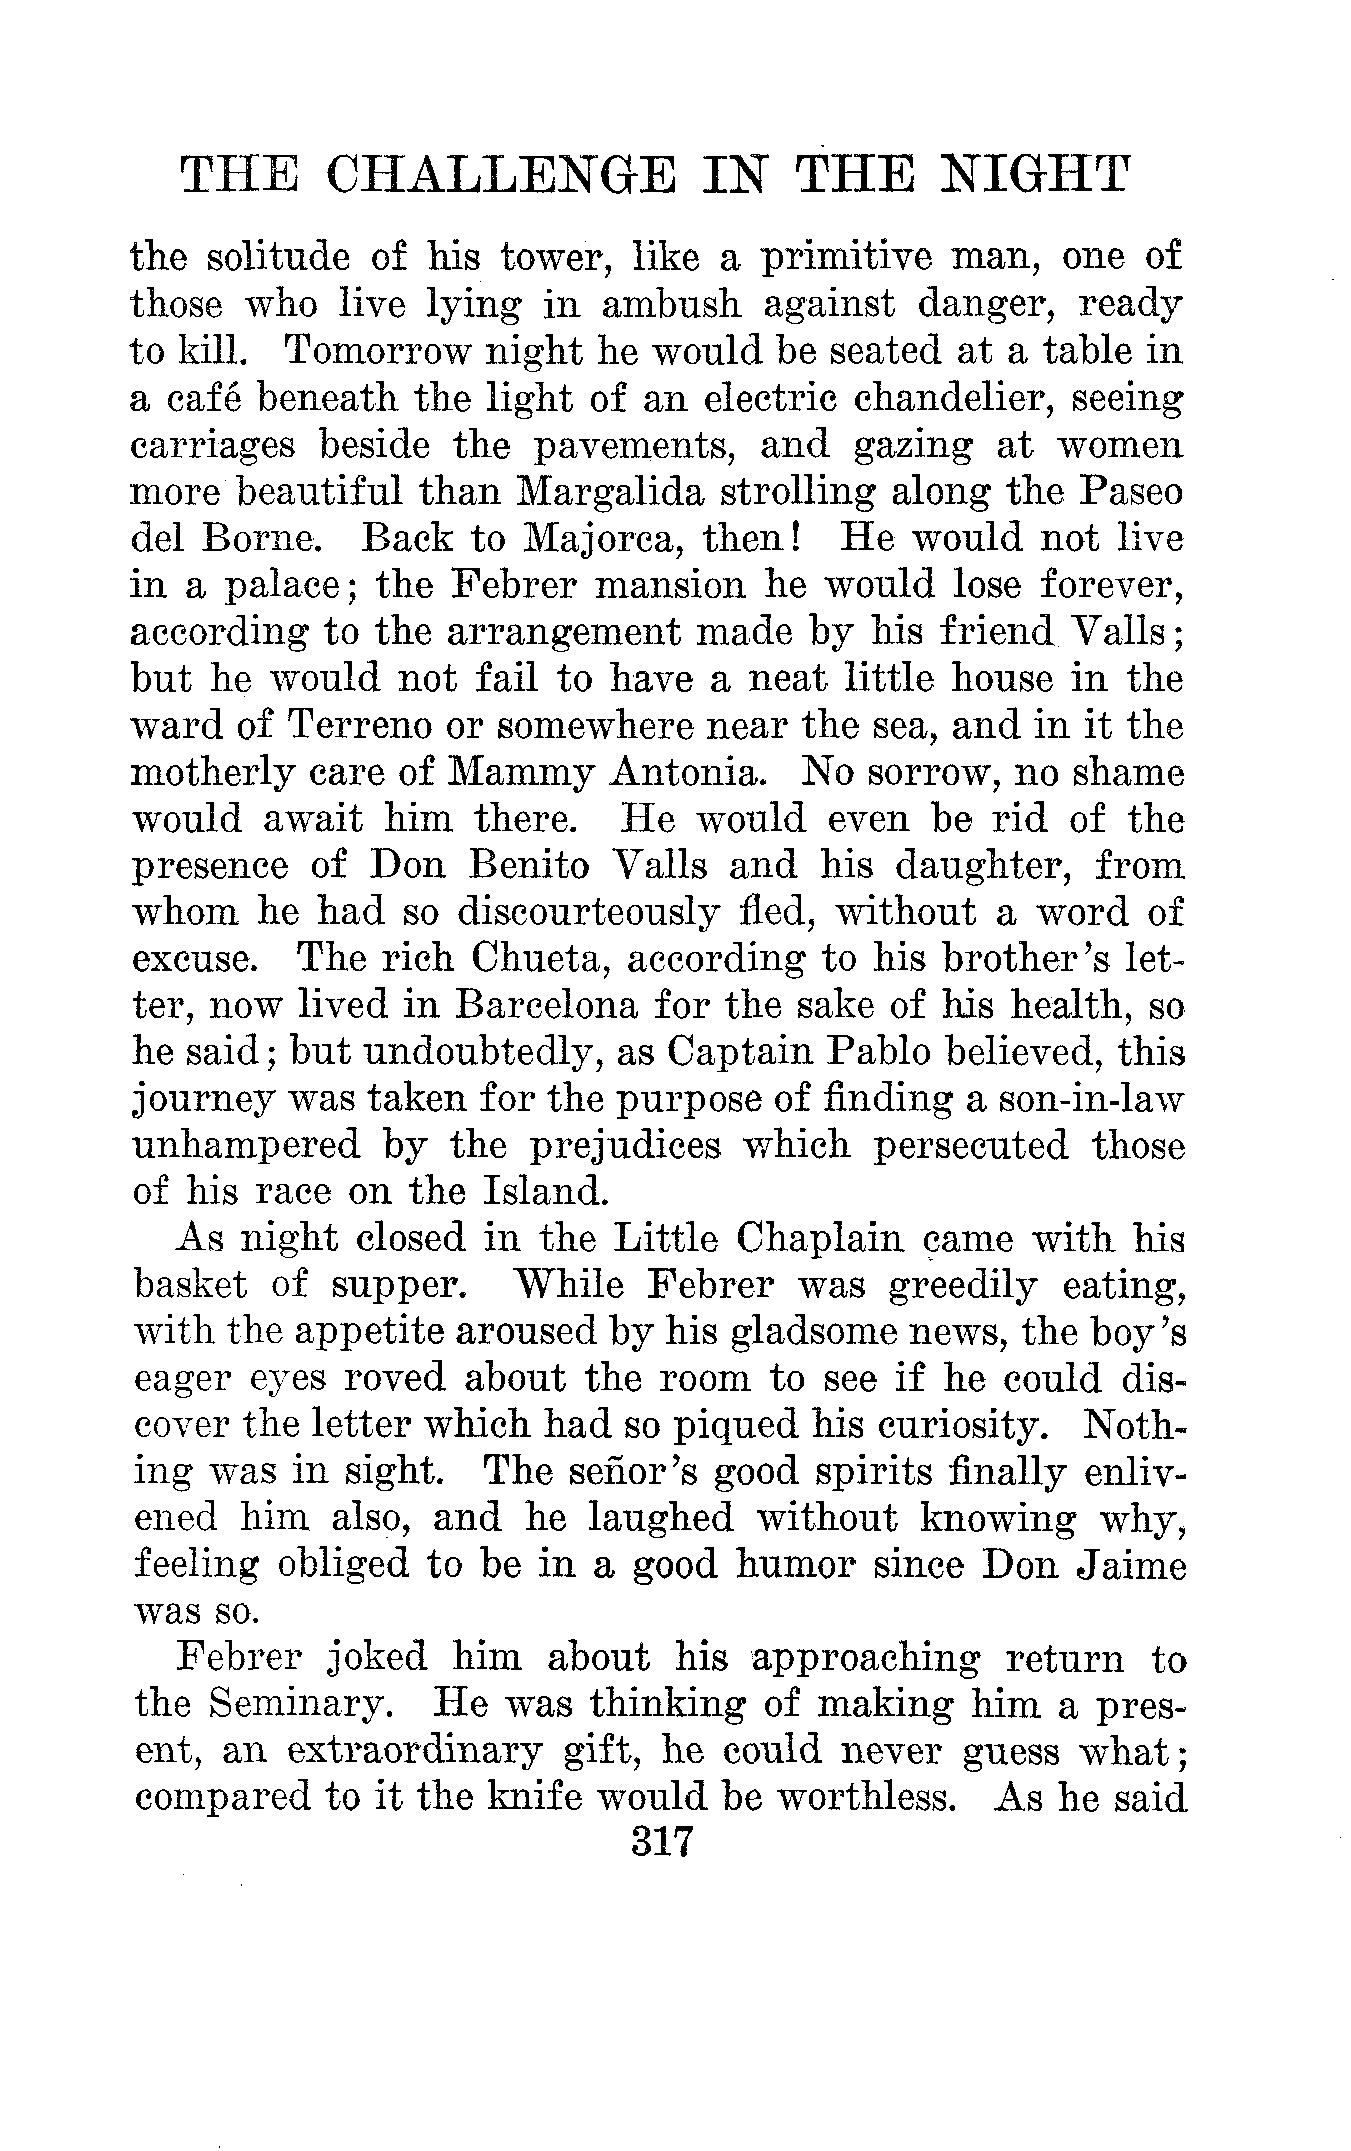 THE CHALLENGE IN THE NIGHT
the solitude of his tower, like a primitive man, one of
those who live lying in ambush against danger, ready
to kill. Tomorrow night he would be seated at a table in
a café beneath the light of an electric chandelier, seeing
carriages beside the pavements, and gazing at women
more beautiful than Margalida strolling along the Paseo
del Borne. Back to Majorca, then! He would not live
in a palace; the Febrer mansion he would lose forever,
according to the arrangement made by his friend Valls;
but he would not fail to have a neat little house in the
ward of Terreno or somewhere near the sea, and in it the
motherly care of Mammy Antonia. No sorrow, no shame
would await him there. He would even be rid of the
presence of Don Benito Valls and his daughter, from
whom he had so discourteously fled, without a word of
excuse. The rich Chueta, according to his brother's let-
ter, now lived in Barcelona for the sake of his health, so
he said; but undoubtedly, as Captain Pablo believed, this
journey was taken for the purpose of finding a son-in-law
unhampered by the prejudices which persecuted those
of his race on the Island.
As night closed in the Little Chaplain came with his
basket of supper. While Febrer was greedily eating,
with the appetite aroused by his gladsome news, the boy's
eager eyes roved about the room to see if he could dis-
cover the letter which had so piqued his curiosity. Noth-
ing was in sight. The señor's good spirits finally enliv-
ened him also, and he laughed without knowing why,
feeling obliged to be in a good humor since Don Jaime
was so.
Febrer joked him about his approaching return to
the Seminary. He was thinking of making him a pres-
ent, an extraordinary gift, he could never guess what;
compared to it the knife would be worthless. As he said
317